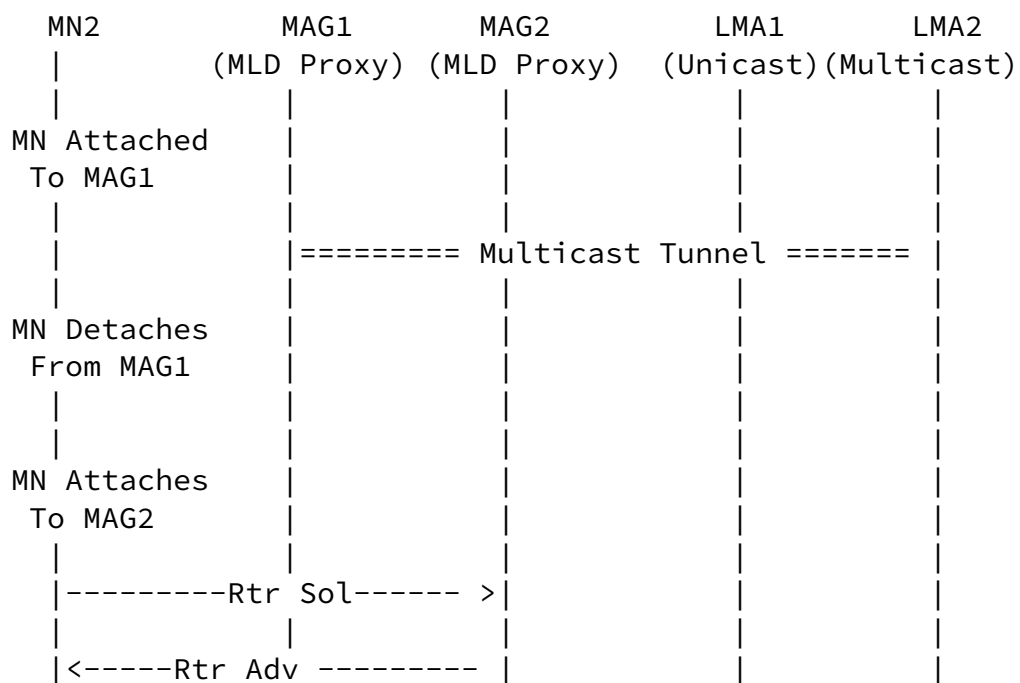 MN2 MAG1 MAG2 LMA1 LMA2
(MLD Proxy) (MLD Proxy) (Unicast)(Multicast)
MN Attached
To MAG1
========= Multicast Tunnel =======
MN Detaches
From MAG1
MN Attaches
To MAG2
---------Rtr Sol------ >
<-----Rtr Adv ---------